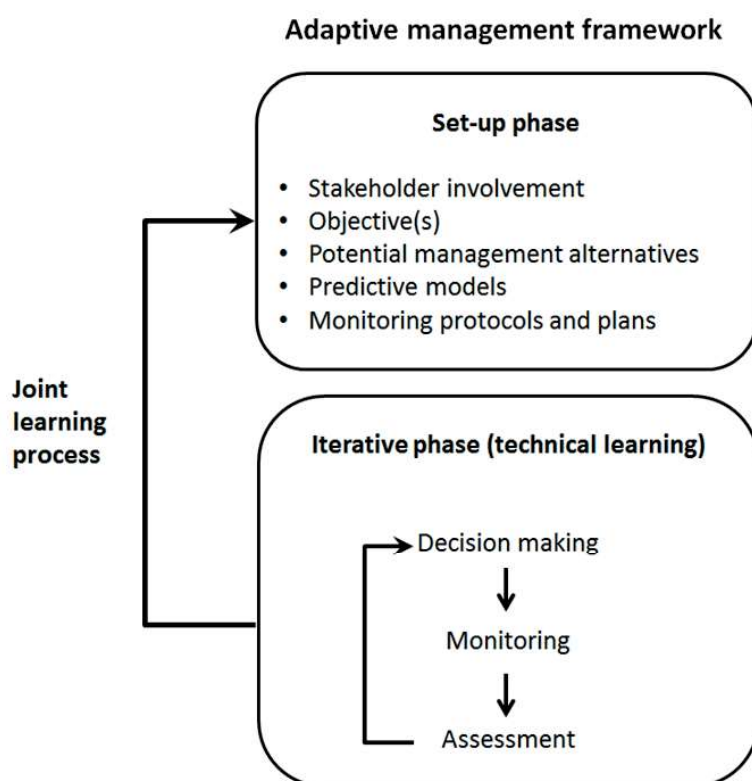 Adaptive management framework
Set-up phase
• Stakeholder involvement
• Objective(s)
• Potential management alternatives
• Predictive models
• Monitoring protocols and plans
Joint
learning
process
Iterative phase (technical learning)
Decision making
Monitoring
Assessment